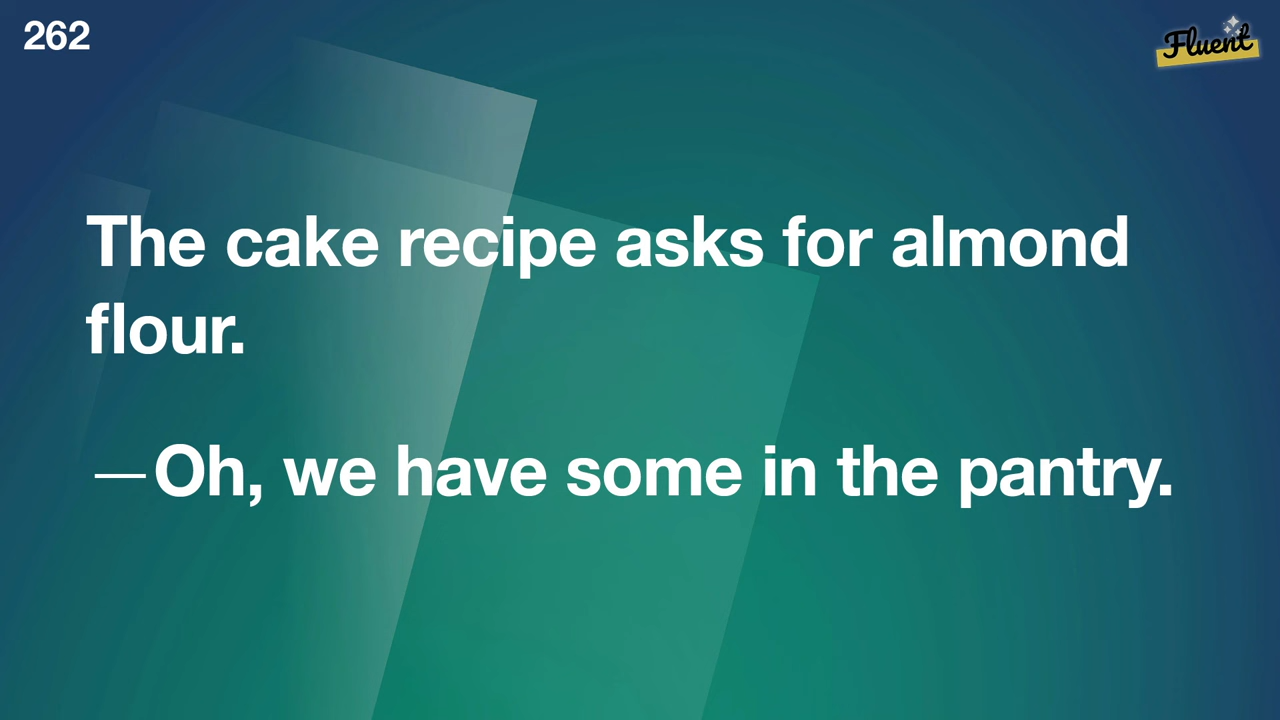 262
Fluent
The cake recipe asks for almond
flour.
—Oh, we have some in the pantry.